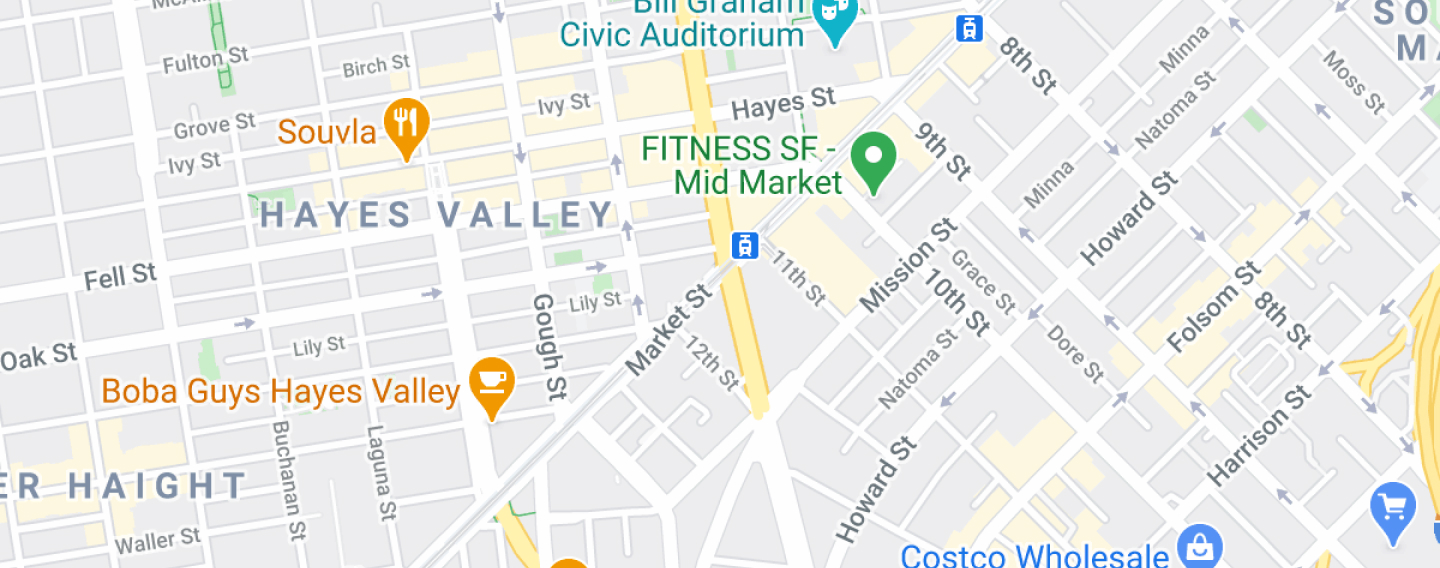 McAl
Bill Graham
Civic Auditorium
SO
MA
Fulton St
Birch St
8th St
Minna
Moss St
Ivy St
Hayes St
Natoma St
Souvla
Grove St
FITNESS SF -
Mid Market
9th St
Ivy St
Minna
HAYES VALLEY
Howard St
Mission St
Fell St
11th St
Grace St
10th St
Lily St
Gough St
Market St
Folsom St
8th St
Oak St
Lily St
12th St
Natoma St
Dore St
Boba Guys Hayes Valley
Buchanan St
Laguna St
Harrison St
ER HAIGHT
Howard St
Waller St
Costco Wholesale